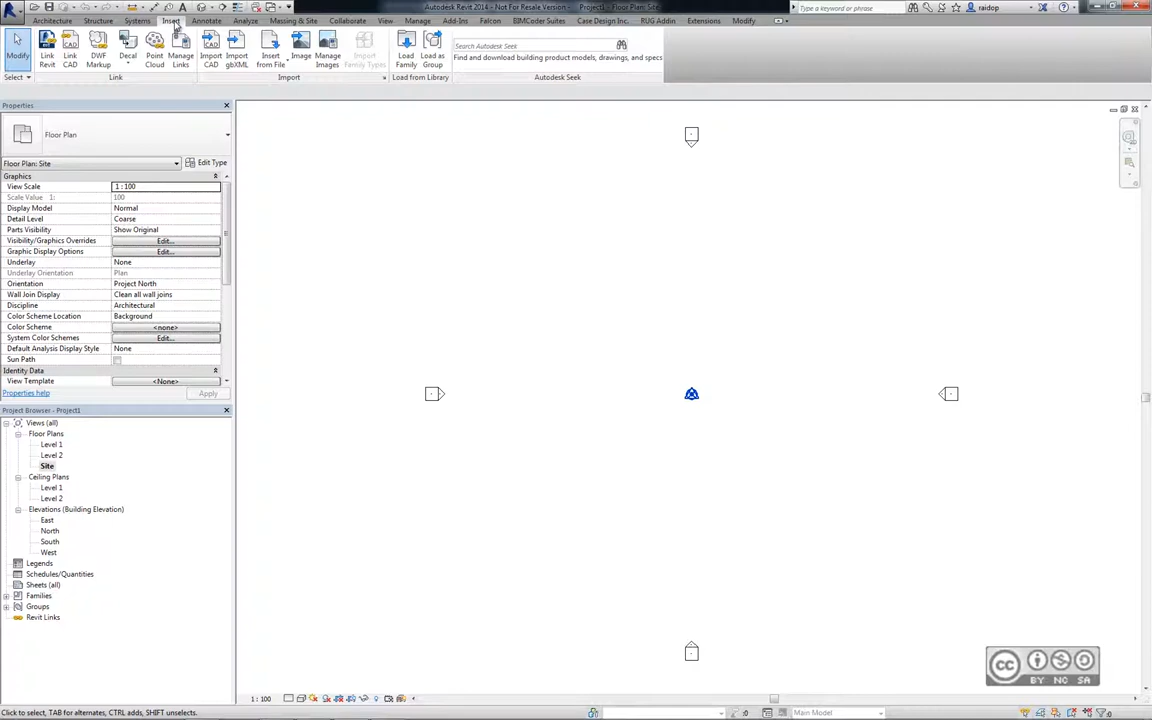 Autodesk Revit 2014 - Not For Resale Version - Project1 - Floor Plan: Site
Type a keyword or phrase
raidop
Architecture Structure Systems Insert Annotate Analyze Massing & Site Collaborate View Manage Add-Ins Falcon BIMCoder Suites Case Design Inc. RUG Addin Extensions Modify
Modify
Link Revit
Link CAD
DWF Markup
Decal
Point Cloud
Manage Links
Import CAD
Import gbXML
Insert from File
Image
Manage Images
Import Family Types
Load Family
Load as Group
Search Autodesk Seek
Find and download building product models, drawings, and specs
Select
Link
Import
Load from Library
Autodesk Seek
Properties
Floor Plan
Floor Plan: Site
Edit Type
Graphics
View Scale 1 : 100
Scale Value 1: 100
Display Model Normal
Detail Level Coarse
Parts Visibility Show Original
Visibility/Graphics Overrides Edit...
Graphic Display Options Edit...
Underlay None
Underlay Orientation Plan
Orientation Project North
Wall Join Display Clean all wall joins
Discipline Architectural
Color Scheme Location Background
Color Scheme <none>
System Color Schemes Edit...
Default Analysis Display Style None
Sun Path
Identity Data
View Template <None>
Properties help
Apply
Project Browser - Project1
Views (all)
Floor Plans
Level 1
Level 2
Site
Ceiling Plans
Level 1
Level 2
Elevations (Building Elevation)
East
North
South
West
Legends
Schedules/Quantities
Sheets (all)
Families
Groups
Revit Links
cc
BY NC SA
1 : 100
Click to select, TAB for alternates, CTRL adds, SHIFT unselects.
:0
Main Model
:0